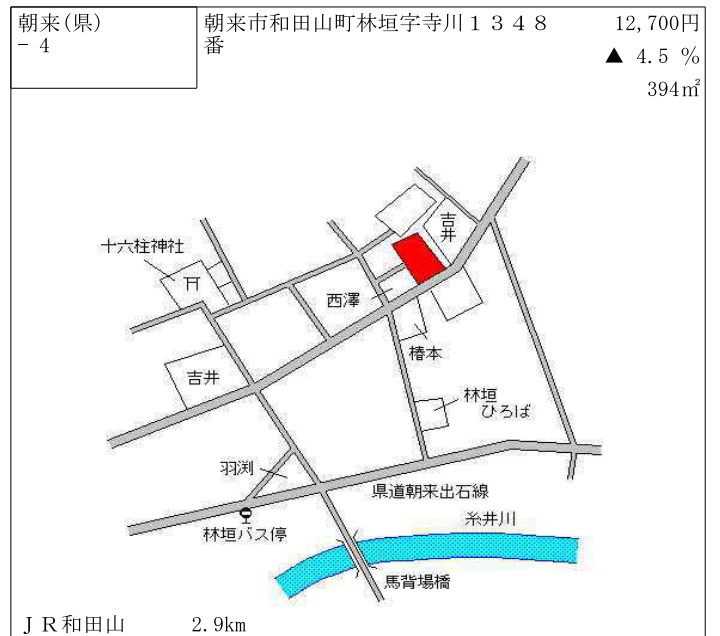 朝来(県)
- 4
朝来市和田山町林垣字寺川１３４８
番
12,700円
▲ 4.5 %
394㎡
十六柱神社
吉井
西澤
椿本
吉井
林垣
ひろば
羽渕
県道朝来出石線
林垣バス停
糸井川
馬背場橋
ＪＲ和田山 2.9km